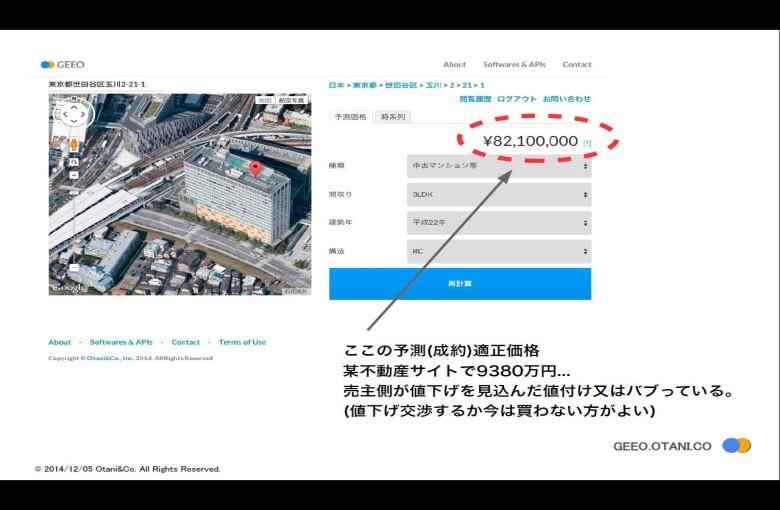 GEEO
About Softwares & APIs Contact
東京都世田谷区玉川2-21-1
日本 > 東京都 > 世田谷区 > 玉川 > 2 > 21 > 1
閲覧履歴 ログアウト お問い合わせ
地図 航空写真
予測価格 時系列
¥82,100,000 [?]
種類 中古マンション等
間取り 3LDK
建築年 平成22年
構造 RC
再計算
Google
About · Softwares & APIs · Contact · Terms of Use
Copyright © Otani&Co., Inc. 2014. All Rights Reserved
ここの予測(成約)適正価格
某不動産サイトで9380万円...
売主側が値下げを見込んだ値付け又はバブっている。
(値下げ交渉するか今は買わない方がよい)
GEEO.OTANI.CO
© 2014/12/05 Otani&Co. All Rights Reserved.